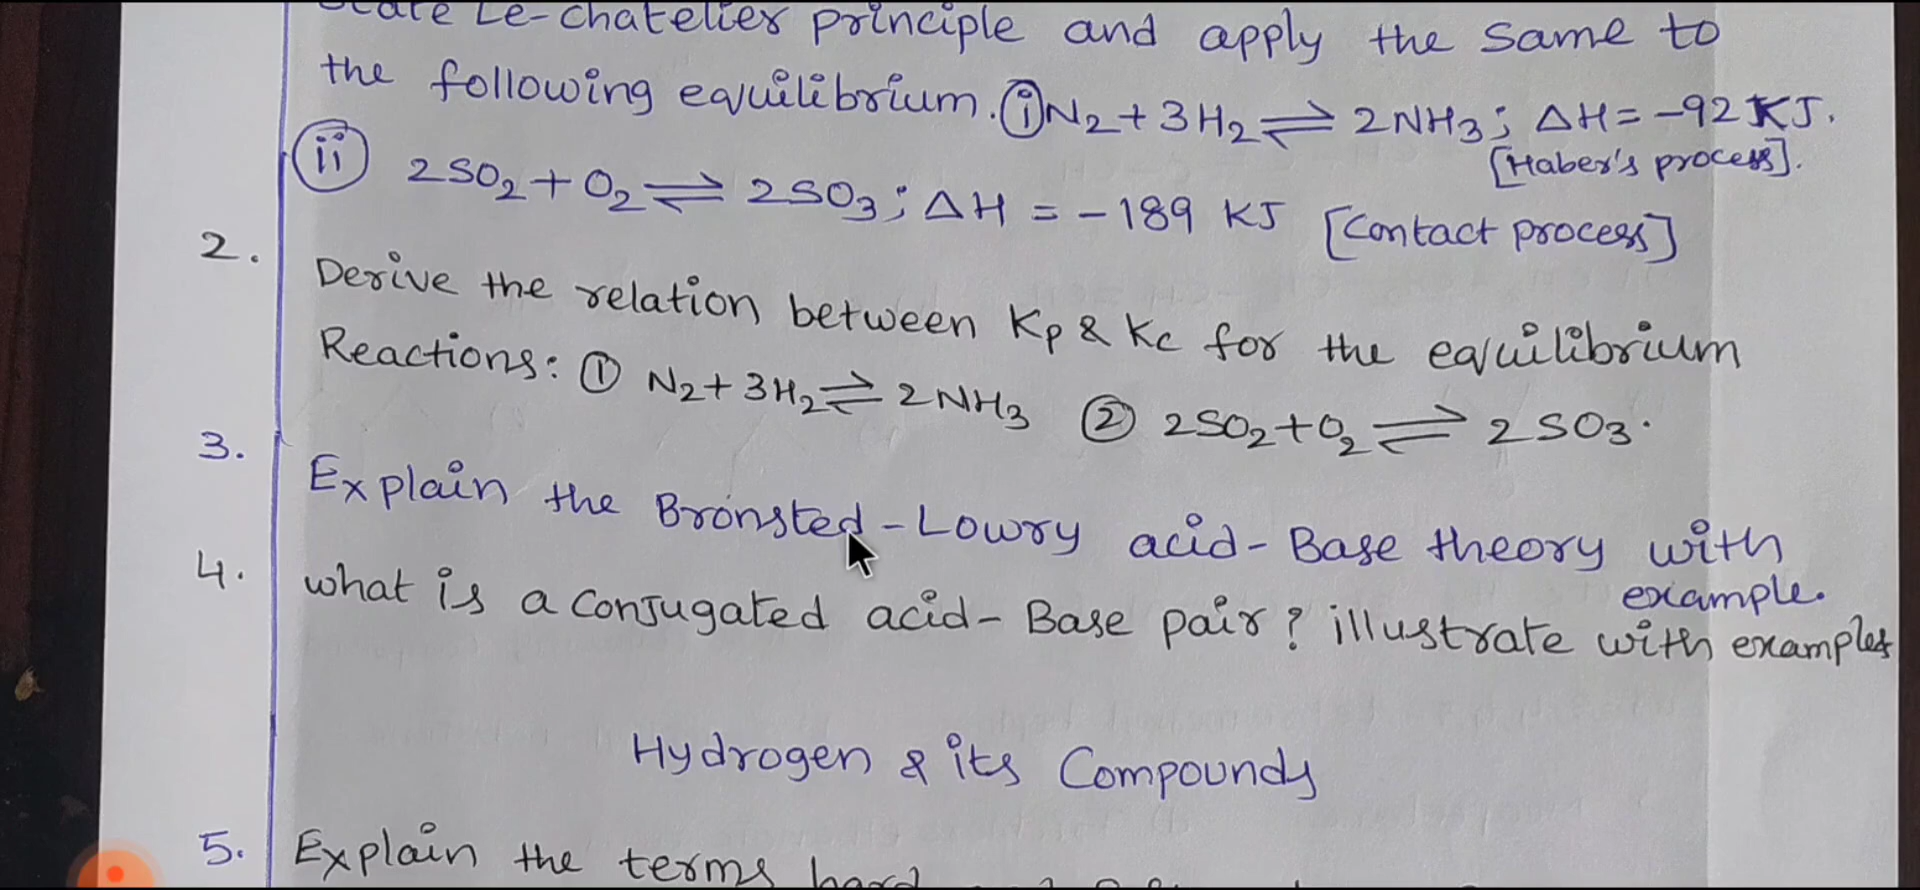 State Le-chatelier principle and apply the same to
the following equilibrium. ⓘ N₂ + 3H₂ ⇌ 2NH₃ ; ΔH = -92 KJ.
[Haber's process].
ⓘⓘ 2SO₂ + O₂ ⇌ 2SO₃ ; ΔH = -189 KJ [Contact process]
2. Derive the relation between Kp & Kc for the equilibrium
Reactions: ① N₂ + 3H₂ ⇌ 2NH₃ ② 2SO₂ + O₂ ⇌ 2SO₃.
3. Explain the Bronsted - Lowry acid - Base theory with
example.
4. what is a conjugated acid - Base pair? illustrate with examples
Hydrogen & its Compounds
5. Explain the terms hard